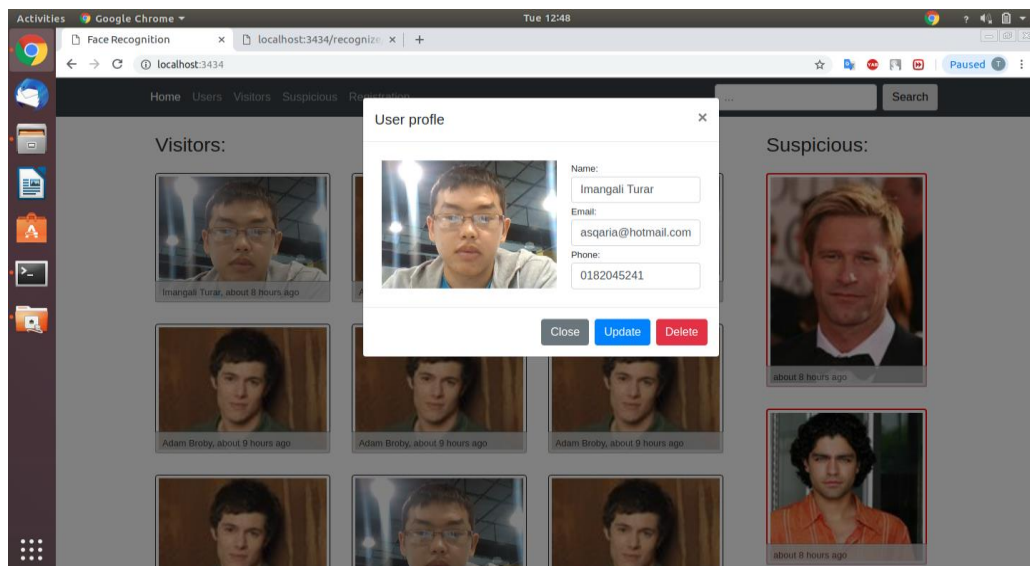 Activities Google Chrome Tue 12:48
Face Recognition × localhost:3434/recognize × +
localhost:3434 Paused T
Home Users Visitors Suspicious Registration ... Search
User profle ×
Visitors: Suspicious:
Name:
Imangali Turar
Email:
asqaria@hotmail.com
Phone:
0182045241
Imangali Turar, about 8 hours ago
Close Update Delete
about 8 hours ago
Adam Broby, about 9 hours ago Adam Broby, about 9 hours ago Adam Broby, about 9 hours ago
about 8 hours ago